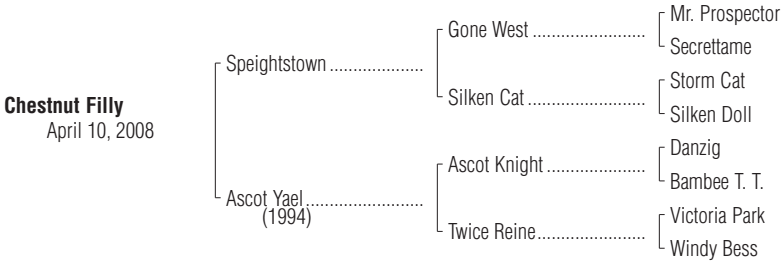 Mr. Prospector
Gone West ........................
Secrettame
Speightstown ....................
Storm Cat
Silken Cat .........................
Silken Doll
Chestnut Filly
April 10, 2008
Danzig
Ascot Knight .....................
Bambee T. T.
Ascot Yael.........................
(1994)
Victoria Park
Twice Reine.......................
Windy Bess